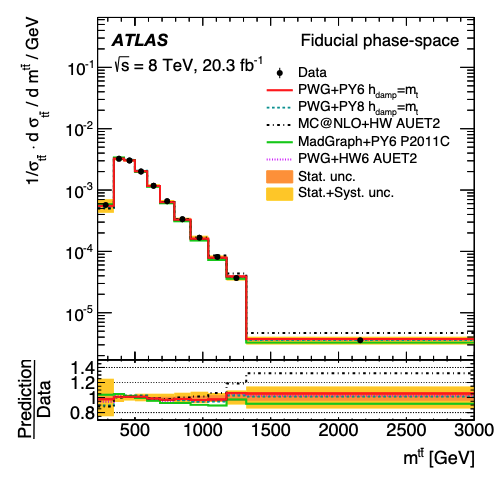 ATLAS Fiducial phase-space
√s = 8 TeV, 20.3 fb⁻¹
Data
PWG+PY6 h_damp=m_t
PWG+PY8 h_damp=m_t
MC@NLO+HW AUET2
MadGraph+PY6 P2011C
PWG+HW6 AUET2
Stat. unc.
Stat.+Syst. unc.
1/σ_tt̄ · d σ_tt̄ / d m^tt̄ / GeV
10⁻¹
10⁻²
10⁻³
10⁻⁴
10⁻⁵
Prediction
Data
1.4
1.2
1
0.8
500 1000 1500 2000 2500 3000
m^tt̄ [GeV]